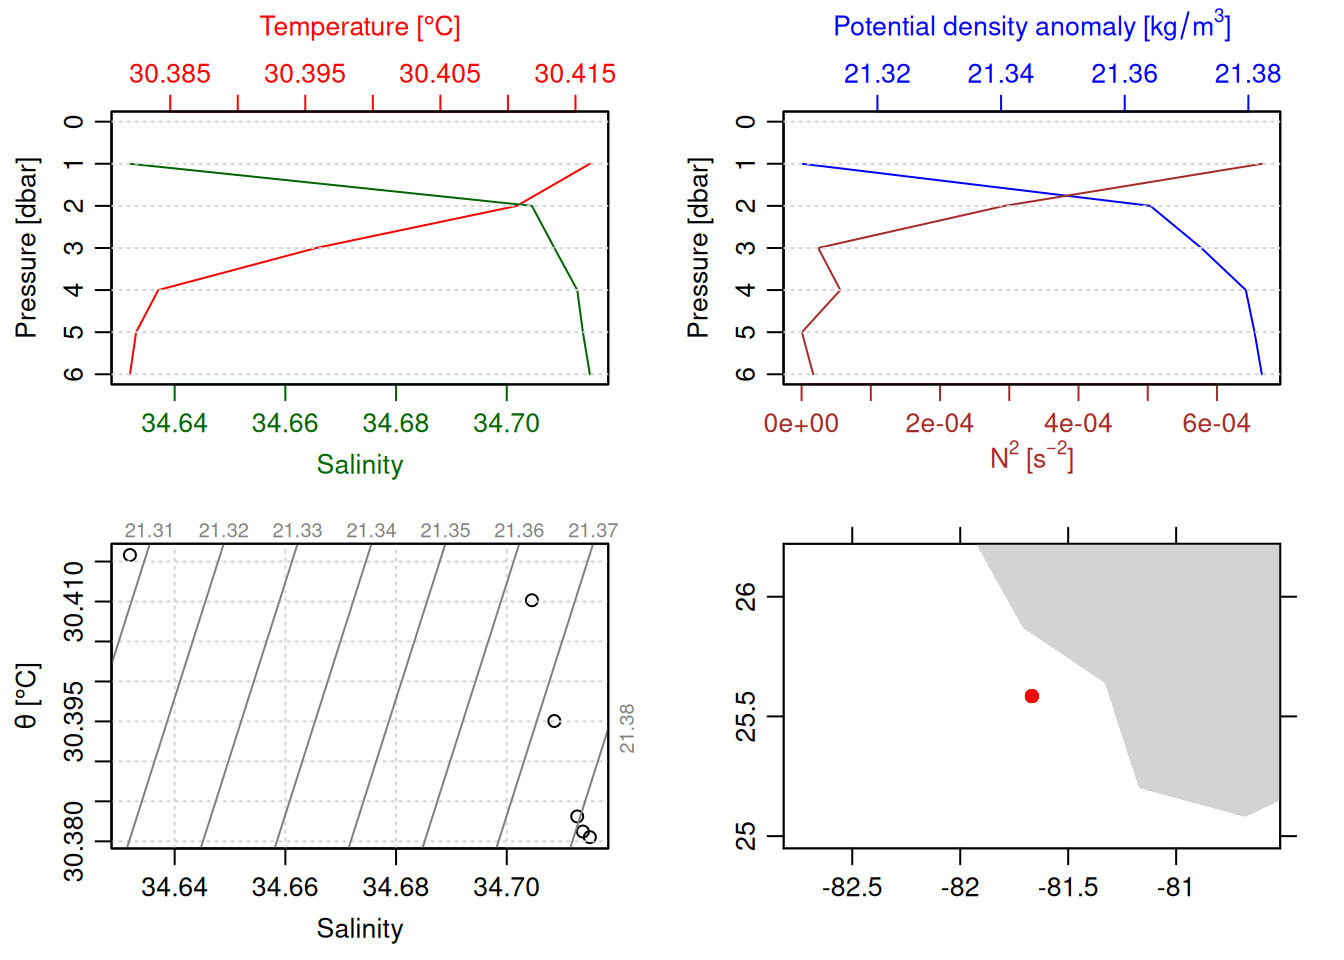 Temperature [°C]
30.385 30.395 30.405 30.415
Pressure [dbar]
0
1
2
3
4
5
6
34.64 34.66 34.68 34.70
Salinity
Potential density anomaly [kg/m³]
21.32 21.34 21.36 21.38
Pressure [dbar]
0
1
2
3
4
5
6
0e+00 2e-04 4e-04 6e-04
N² [s⁻²]
21.31 21.32 21.33 21.34 21.35 21.36 21.37
21.38
θ [°C]
30.410
30.395
30.380
34.64 34.66 34.68 34.70
Salinity
26
25.5
25
-82.5 -82 -81.5 -81